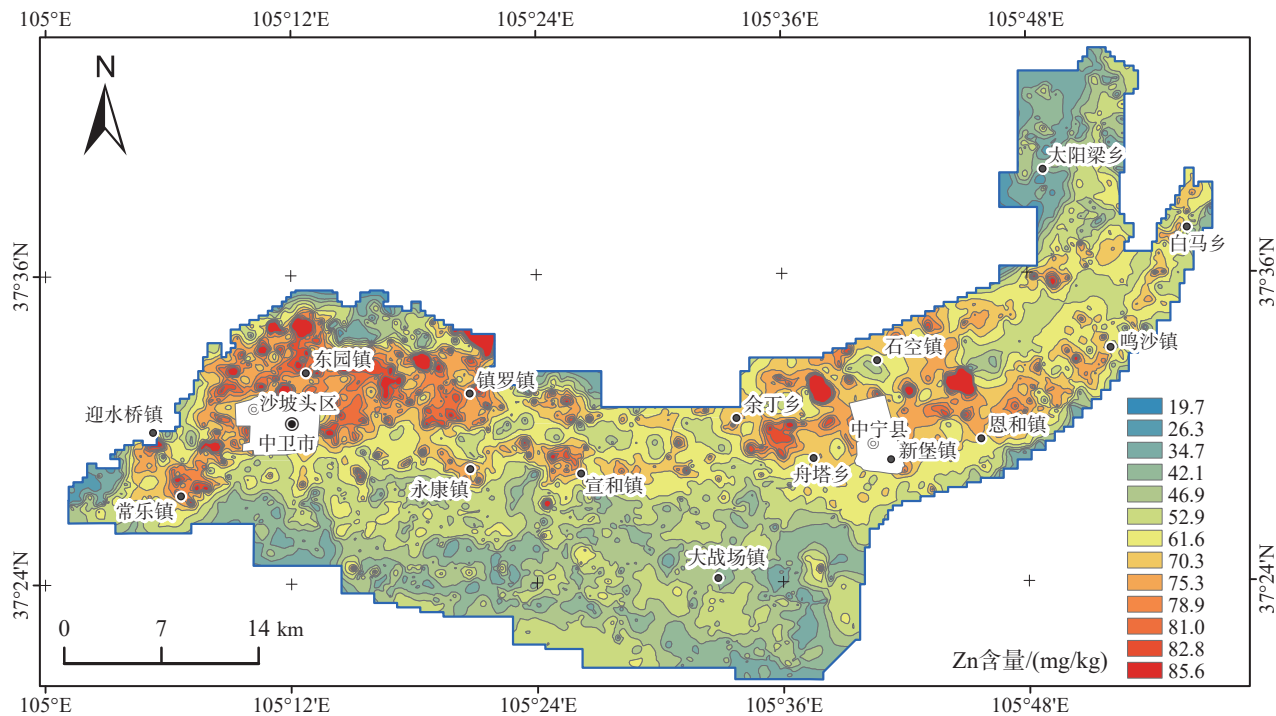 105°E 105°12'E 105°24'E 105°36'E 105°48'E
N
太阳梁乡
白马乡
37°36'N 37°36'N
鸣沙镇
石空镇
东园镇
镇罗镇
沙坡头区
余丁乡
迎水桥镇
中宁县
恩和镇
中卫市
新堡镇
舟塔乡
永康镇
宣和镇
常乐镇
大战场镇
37°24'N 37°24'N
19.7
26.3
34.7
42.1
46.9
52.9
61.6
70.3
75.3
78.9
81.0
82.8
85.6
Zn含量/(mg/kg)
0 7 14 km
105°E 105°12'E 105°24'E 105°36'E 105°48'E